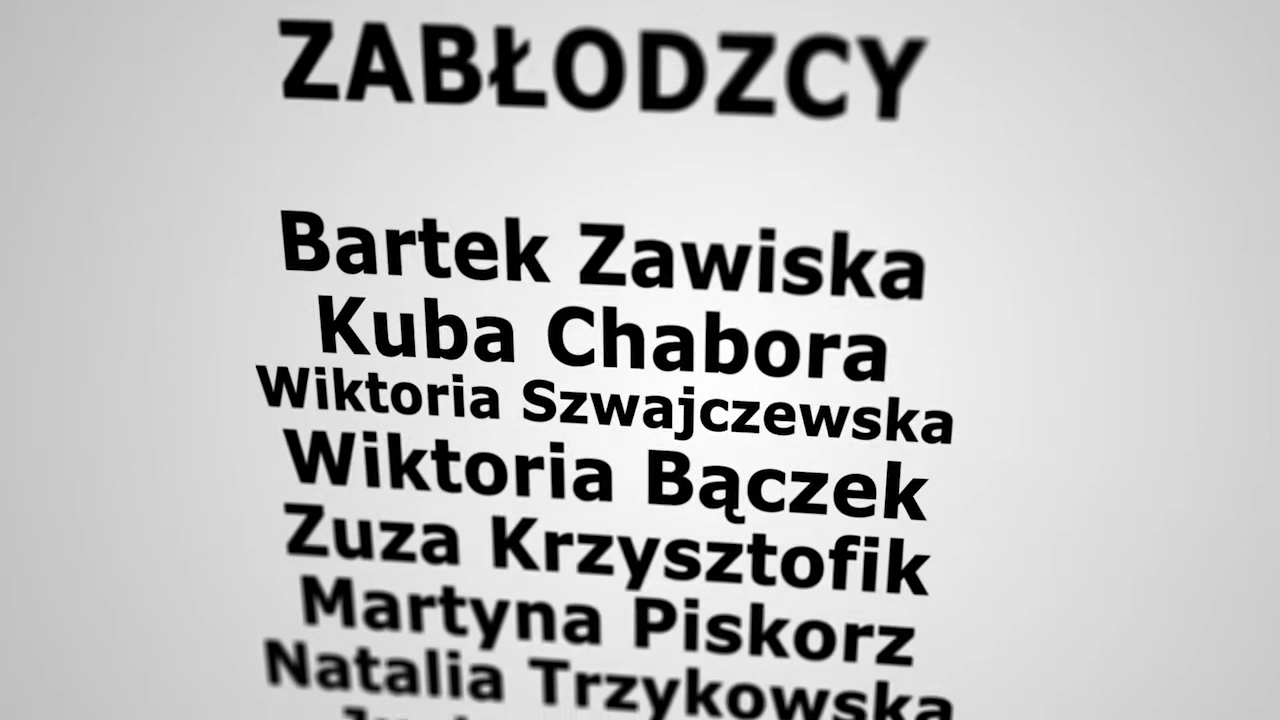 ZABŁODZCY
Bartek Zawiska
Kuba Chabora
Wiktoria Szwajczewska
Wiktoria Bączek
Zuza Krzysztofik
Martyna Piskorz
Natalia Trzykowska